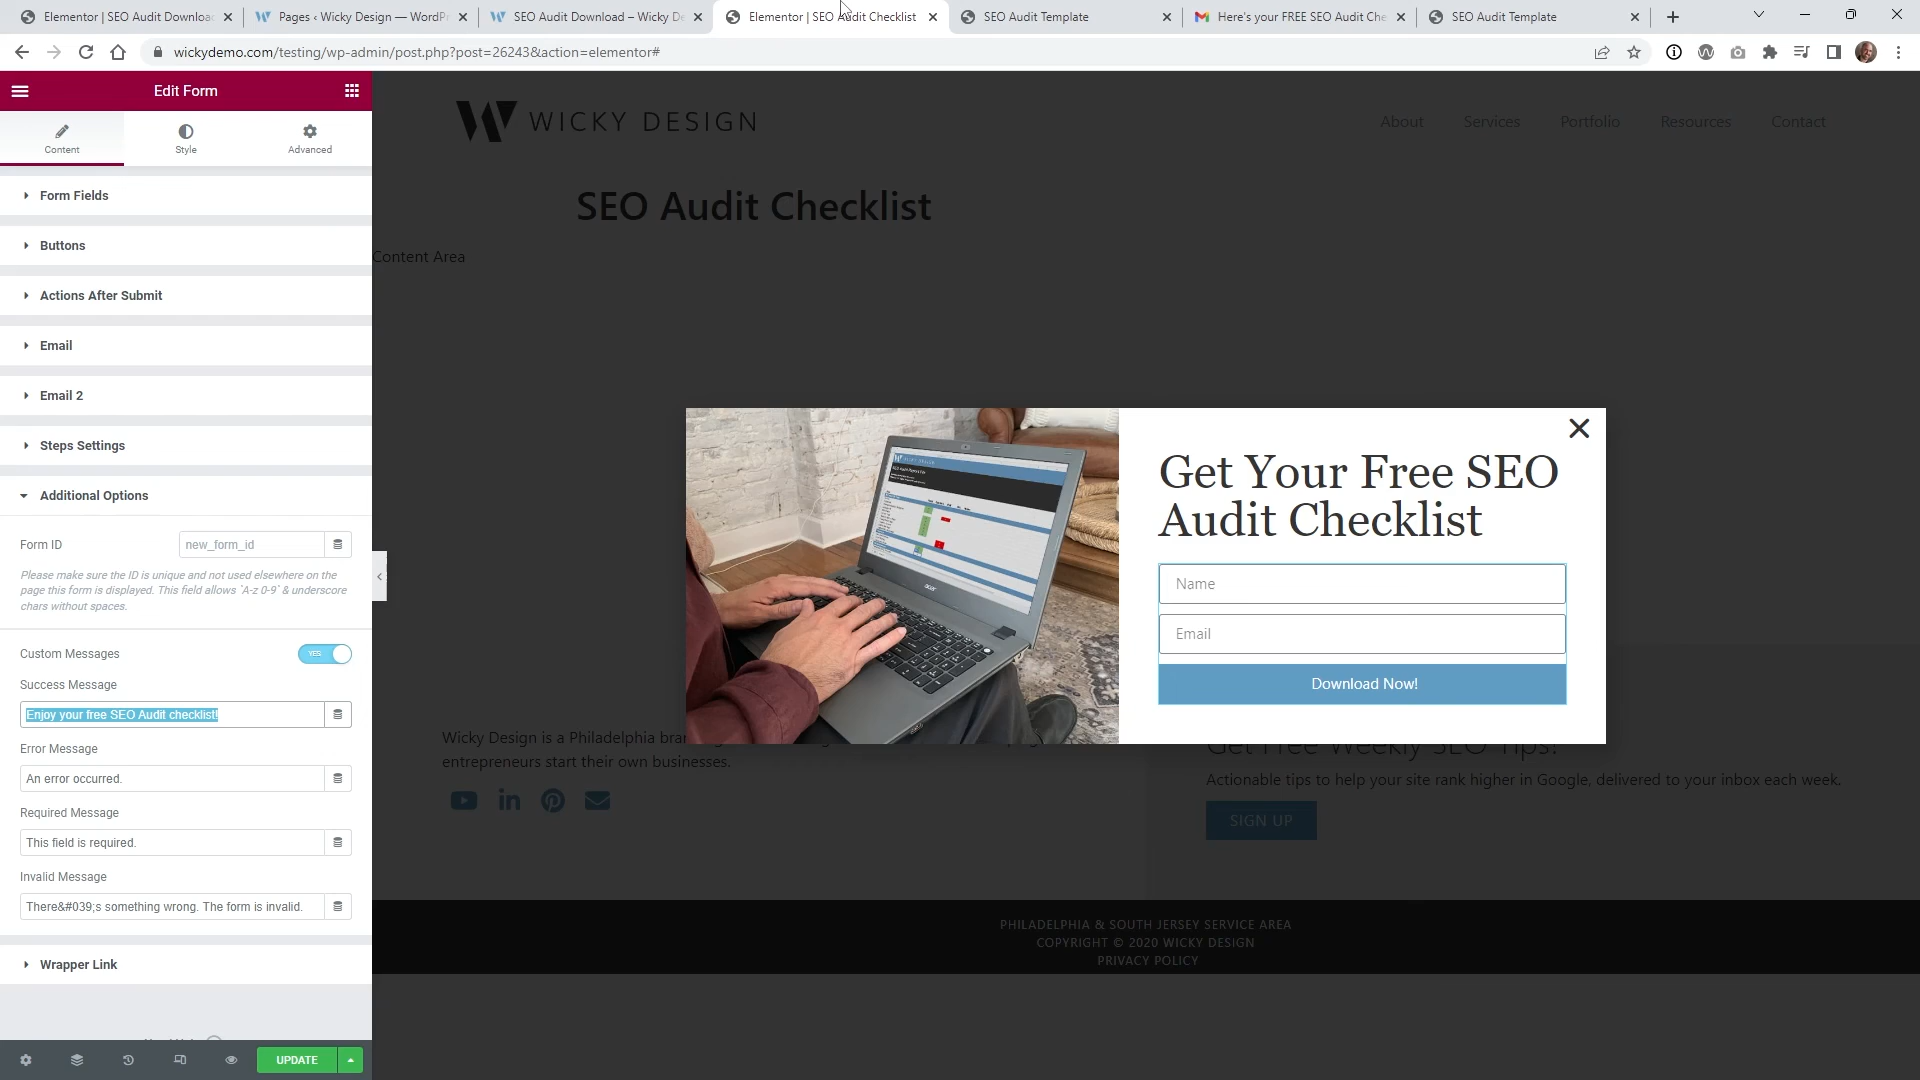 Elementor | SEO Audit Downloa
Pages ‹ Wicky Design — WordPr
SEO Audit Download – Wicky De
Elementor | SEO Audit Checklist
SEO Audit Template
Here's your FREE SEO Audit Che
SEO Audit Template
wickydemo.com/testing/wp-admin/post.php?post=26243&action=elementor#
Edit Form
Content
Style
Advanced
Form Fields
Buttons
Actions After Submit
Email
Email 2
Steps Settings
Additional Options
Form ID
new_form_id
Please make sure the ID is unique and not used elsewhere on the
page this form is displayed. This field allows `A-z 0-9` & underscore
chars without spaces.
Custom Messages
YES
Success Message
Enjoy your free SEO Audit checklist!
Error Message
An error occurred.
Required Message
This field is required.
Invalid Message
There&#039;s something wrong. The form is invalid.
Wrapper Link
UPDATE
WICKY DESIGN
About
Services
Portfolio
Resources
Contact
SEO Audit Checklist
Content Area
Get Your Free SEO
Audit Checklist
Name
Email
Download Now!
Wicky Design is a Philadelphia
entrepreneurs start their own businesses.
Get Free Weekly SEO Tips!
Actionable tips to help your site rank higher in Google, delivered to your inbox each week.
SIGN UP
PHILADELPHIA & SOUTH JERSEY SERVICE AREA
COPYRIGHT © 2020 WICKY DESIGN
PRIVACY POLICY